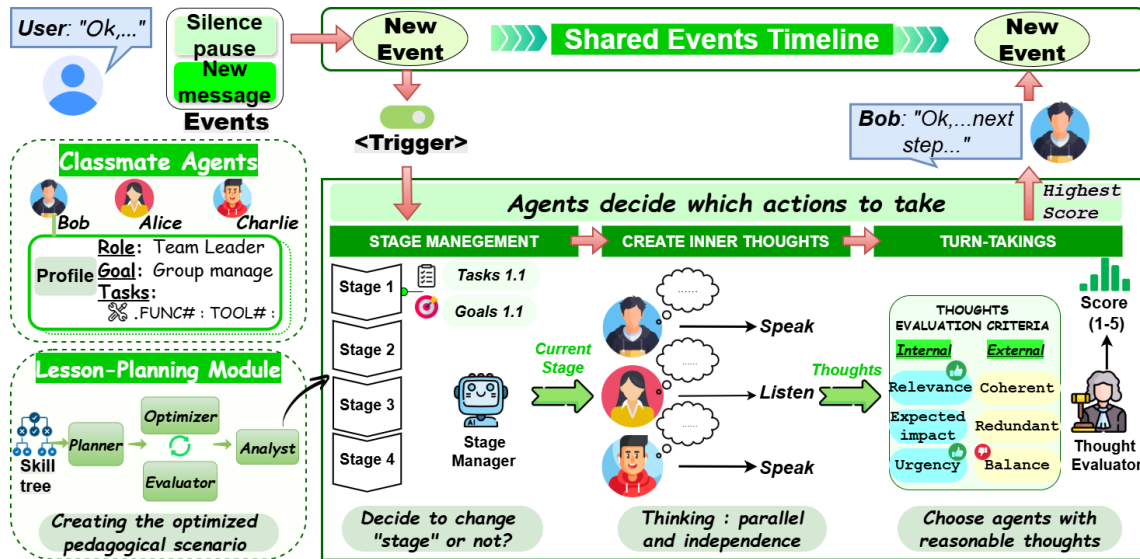 User: "Ok,..."
Silence
pause
New
message
Events
New
Event
Shared Events Timeline
New
Event
<Trigger>
Bob: "Ok,...next
step..."
Classmate Agents
Bob
Alice
Charlie
Profile
Role: Team Leader
Goal: Group manage
Tasks:
.FUNC# : TOOL# :
Lesson-Planning Module
Skill
tree
Planner
Optimizer
Evaluator
Analyst
Creating the optimized
pedagogical scenario
Agents decide which actions to take
Highest
Score
STAGE MANEGEMENT
CREATE INNER THOUGHTS
TURN-TAKINGS
Stage 1
Tasks 1.1
Goals 1.1
Stage 2
Stage 3
Stage 4
AI
Stage
Manager
Decide to change
"stage" or not?
Current
Stage
......
Speak
......
Listen
......
Speak
Thinking : parallel
and independence
Thoughts
THOUGHTS
EVALUATION CRITERIA
Internal
External
Relevance
Coherent
Expected
impact
Redundant
Urgency
Balance
Score
(1-5)
Thought
Evaluator
Choose agents with
reasonable thoughts